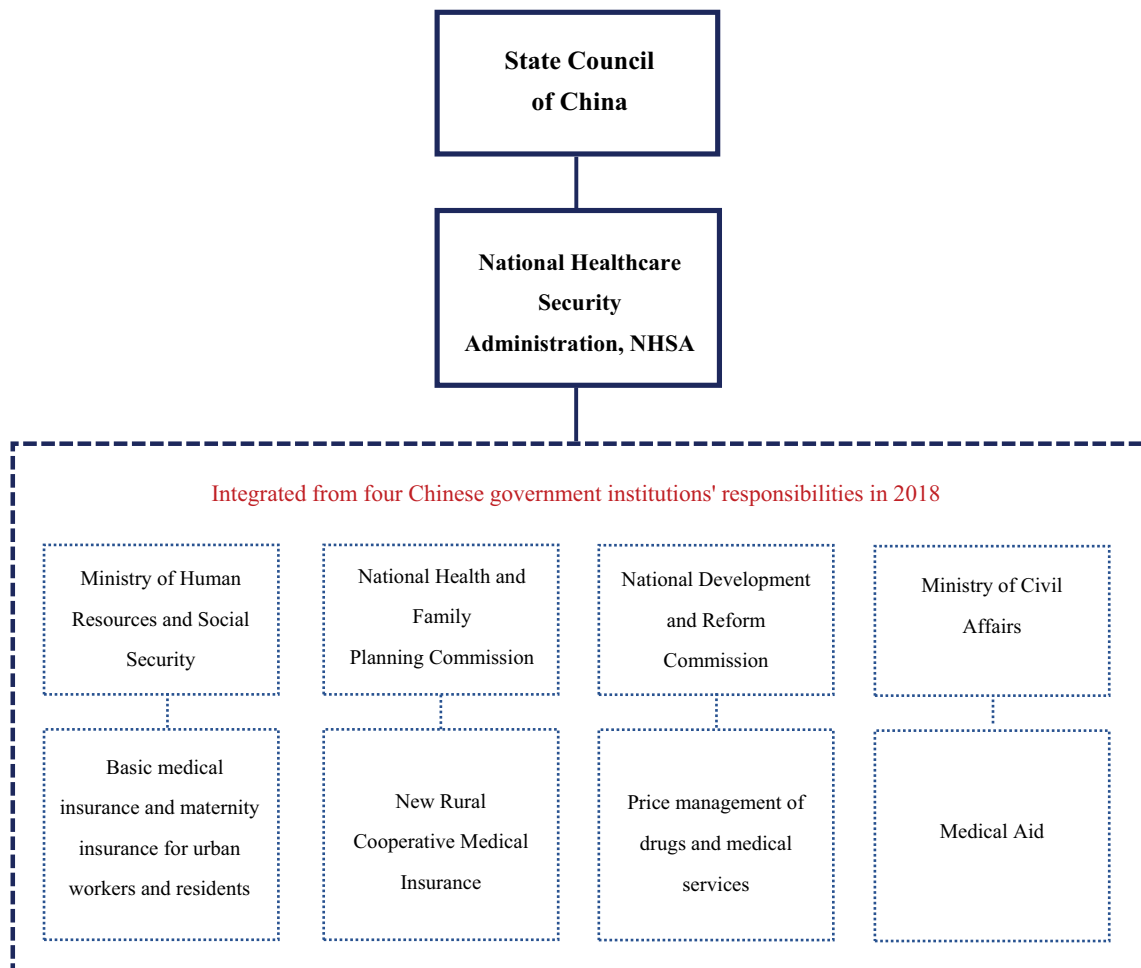 State Council
of China
National Healthcare
Security
Administration, NHSA
Integrated from four Chinese government institutions' responsibilities in 2018
Ministry of Human
Resources and Social
Security
National Health and
Family
Planning Commission
National Development
and Reform
Commission
Ministry of Civil
Affairs
Basic medical
insurance and maternity
insurance for urban
workers and residents
New Rural
Cooperative Medical
Insurance
Price management of
drugs and medical
services
Medical Aid